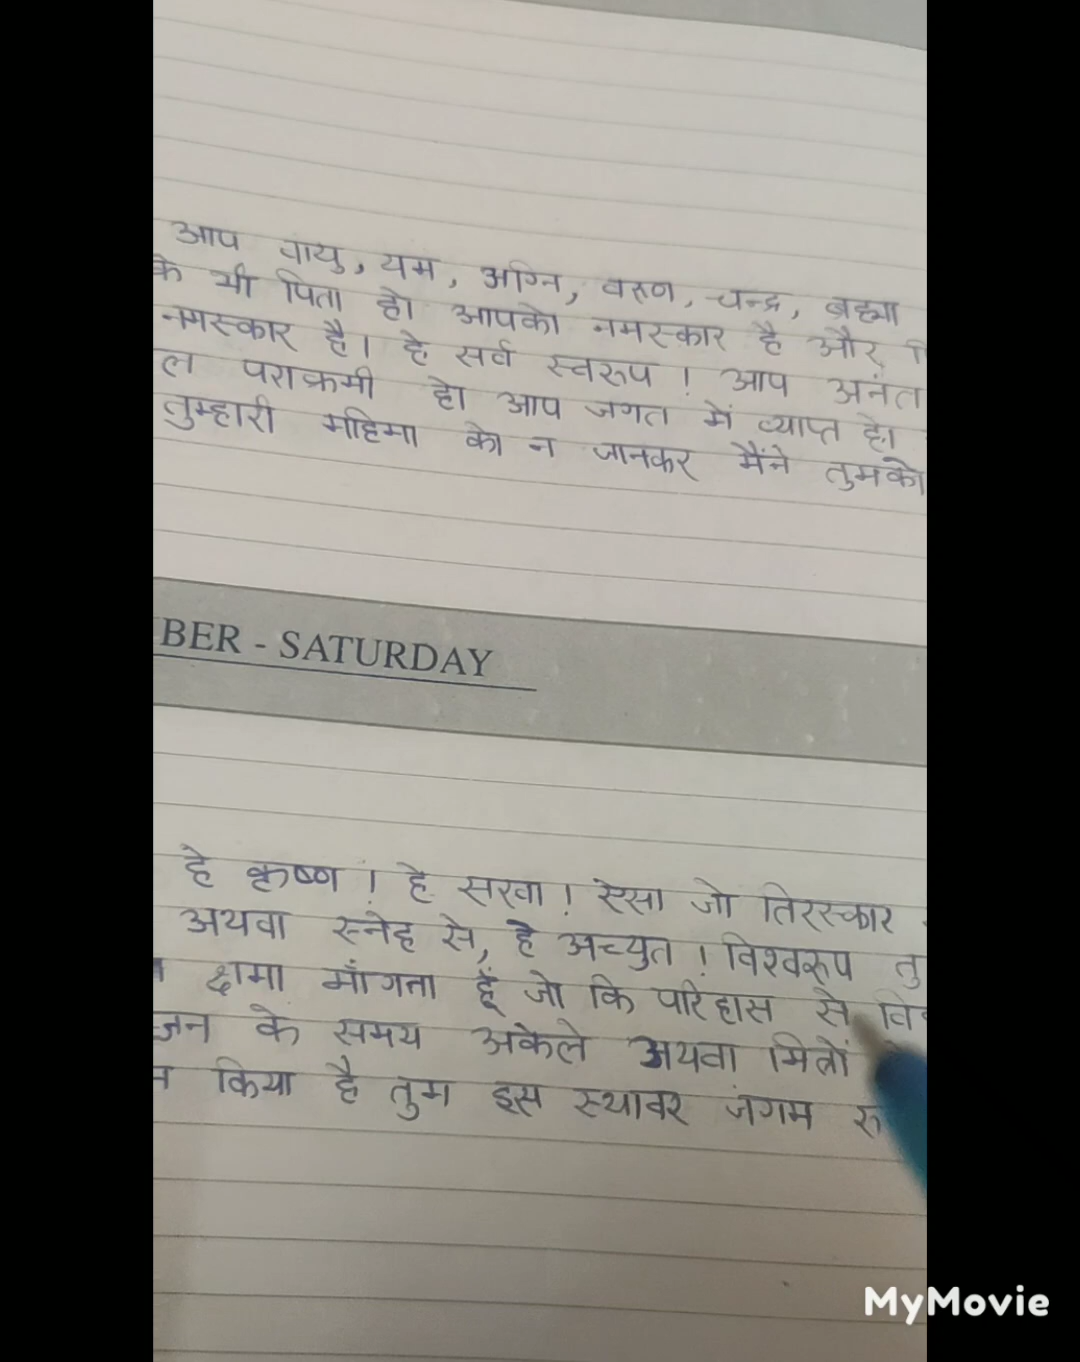 आप वायु, यम, अग्नि, वरुण, चन्द्र, ब्रह्मा
के भी पिता हो आपको नमस्कार है और
नमस्कार है। हे सर्व स्वरूप ! आप अनंत
ल पराक्रमी हो आप जगत में व्याप्त हो।
तुम्हारी महिमा को न जानकर मैंने तुमको
BER - SATURDAY
हे कृष्ण ! हे सखा ! ऐसा जो तिरस्कार
अथवा स्नेह से, हे अच्युत ! विश्वरूप तु
क्षमा माँगता हूँ जो कि परिहास से वि
जन के समय अकेले अथवा मित्रों
न किया है तुम इस स्थावर जंगम रु
MyMovie